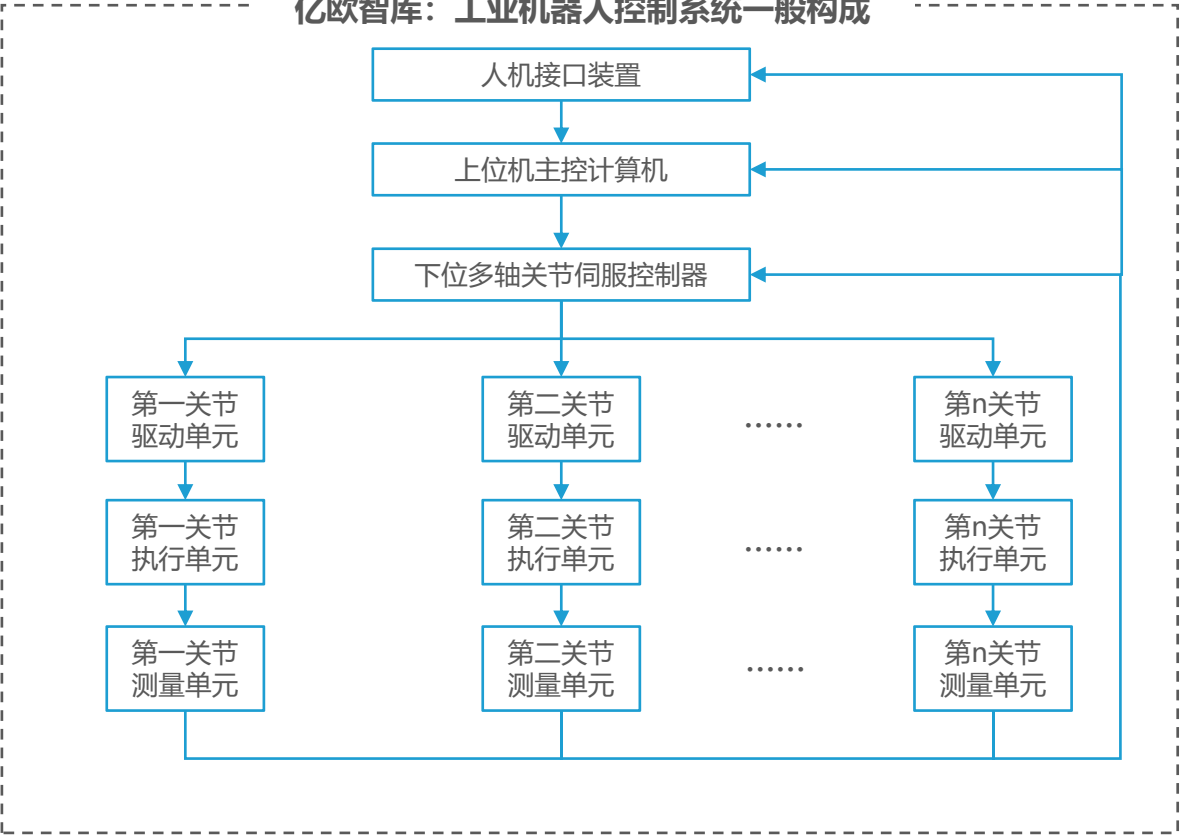 亿欧智库：工业机器人控制系统一般构成
人机接口装置
上位机主控计算机
下位多轴关节伺服控制器
第一关节
驱动单元
第二关节
驱动单元
......
第n关节
驱动单元
第一关节
执行单元
第二关节
执行单元
......
第n关节
执行单元
第一关节
测量单元
第二关节
测量单元
......
第n关节
测量单元